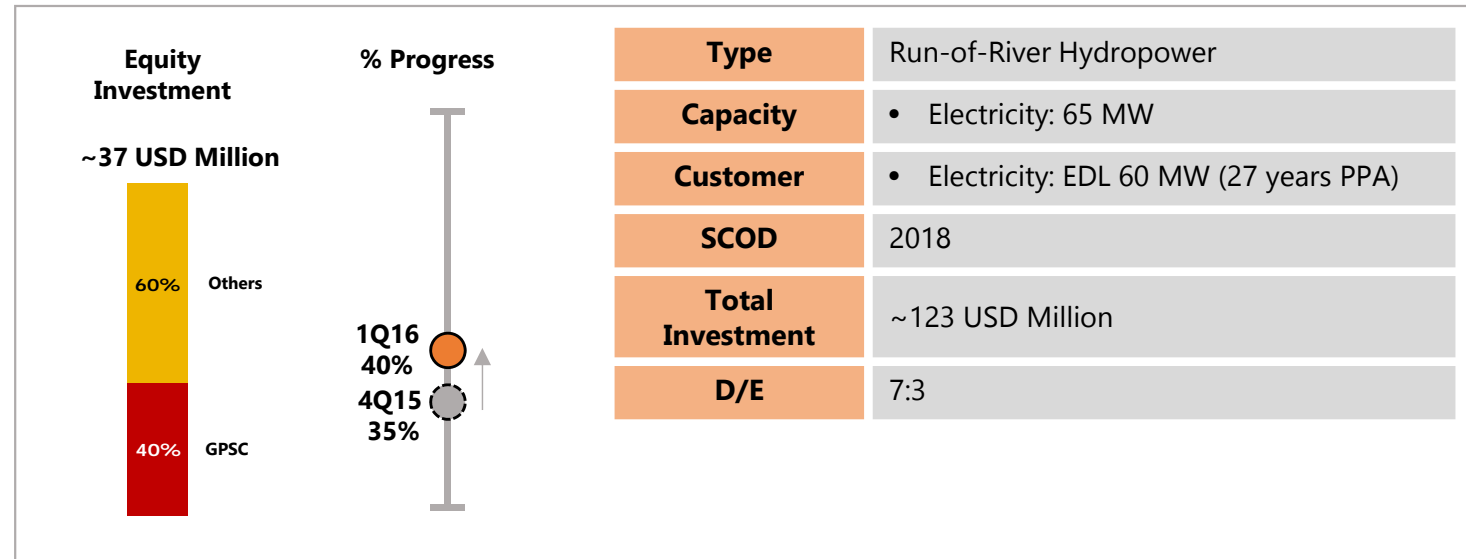 Equity
Investment
~37 USD Million
60%
Others
40%
GPSC
% Progress
1Q16
40%
4Q15
35%
Type
Run-of-River Hydropower
Capacity
• Electricity: 65 MW
Customer
• Electricity: EDL 60 MW (27 years PPA)
SCOD
2018
Total
Investment
~123 USD Million
D/E
7:3